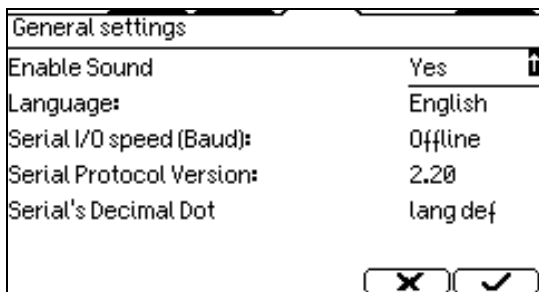 General settings
Enable Sound Yes
Language: English
Serial I/O speed (Baud): Offline
Serial Protocol Version: 2.20
Serial's Decimal Dot lang def